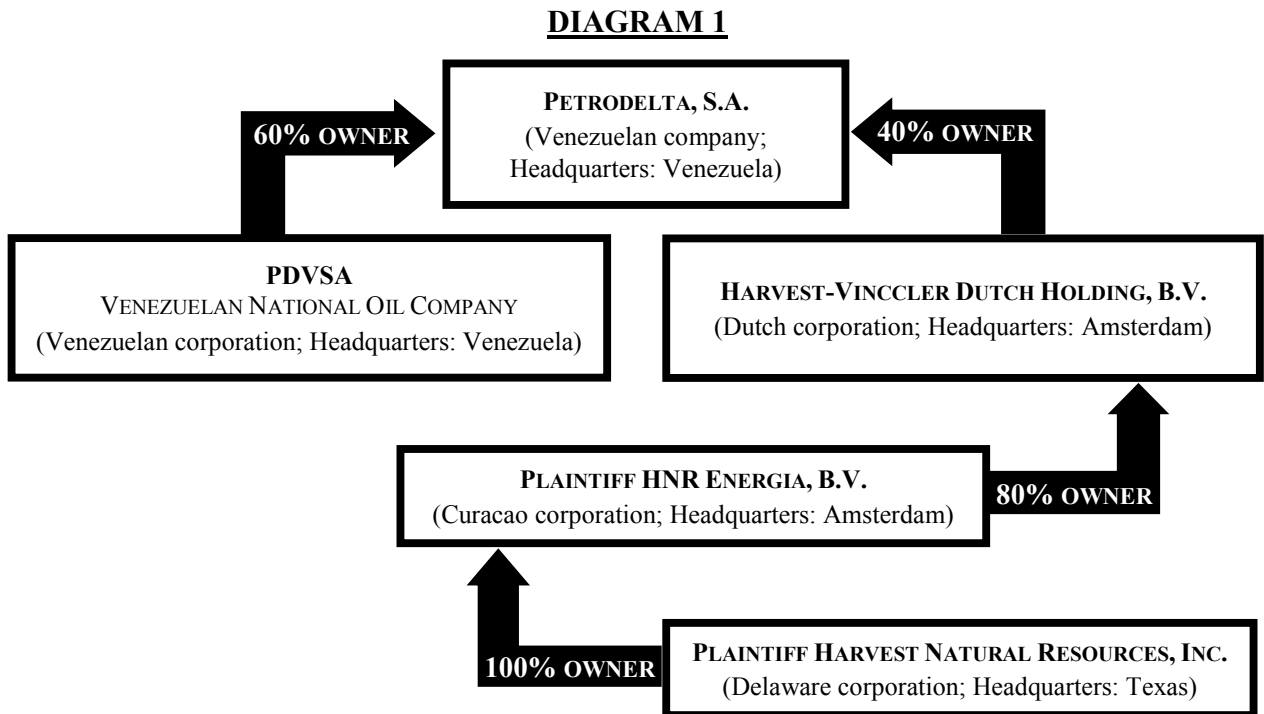 DIAGRAM 1
PETRODELTA, S.A.
(Venezuelan company;
Headquarters: Venezuela)
60% OWNER
40% OWNER
PDVSA
VENEZUELAN NATIONAL OIL COMPANY
(Venezuelan corporation; Headquarters: Venezuela)
HARVEST-VINCCLER DUTCH HOLDING, B.V.
(Dutch corporation; Headquarters: Amsterdam)
PLAINTIFF HNR ENERGIA, B.V.
(Curacao corporation; Headquarters: Amsterdam)
80% OWNER
100% OWNER
PLAINTIFF HARVEST NATURAL RESOURCES, INC.
(Delaware corporation; Headquarters: Texas)